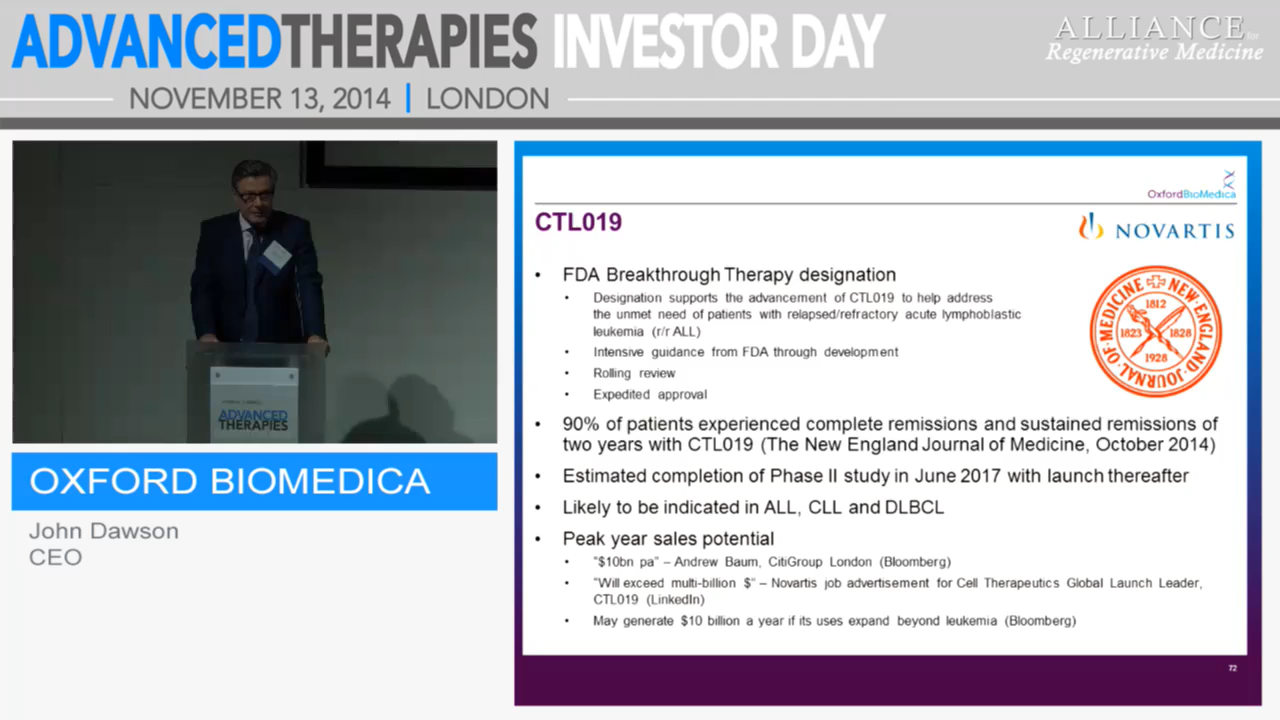 ADVANCEDTHERAPIES INVESTOR DAY
ALLIANCE for
Regenerative Medicine
NOVEMBER 13, 2014 | LONDON
ADVANCED
THERAPIES
OXFORD BIOMEDICA
John Dawson
CEO
OxfordBioMedica
CTL019
NOVARTIS
• FDA Breakthrough Therapy designation
• Designation supports the advancement of CTL019 to help address
the unmet need of patients with relapsed/refractory acute lymphoblastic
leukemia (r/r ALL)
• Intensive guidance from FDA through development
• Rolling review
• Expedited approval
NEW ENGLAND JOURNAL OF MEDICINE
1812
1823 1828
1928
• 90% of patients experienced complete remissions and sustained remissions of
two years with CTL019 (The New England Journal of Medicine, October 2014)
• Estimated completion of Phase II study in June 2017 with launch thereafter
• Likely to be indicated in ALL, CLL and DLBCL
• Peak year sales potential
• "$10bn pa" – Andrew Baum, CitiGroup London (Bloomberg)
• "Will exceed multi-billion $" – Novartis job advertisement for Cell Therapeutics Global Launch Leader,
CTL019 (LinkedIn)
• May generate $10 billion a year if its uses expand beyond leukemia (Bloomberg)
72